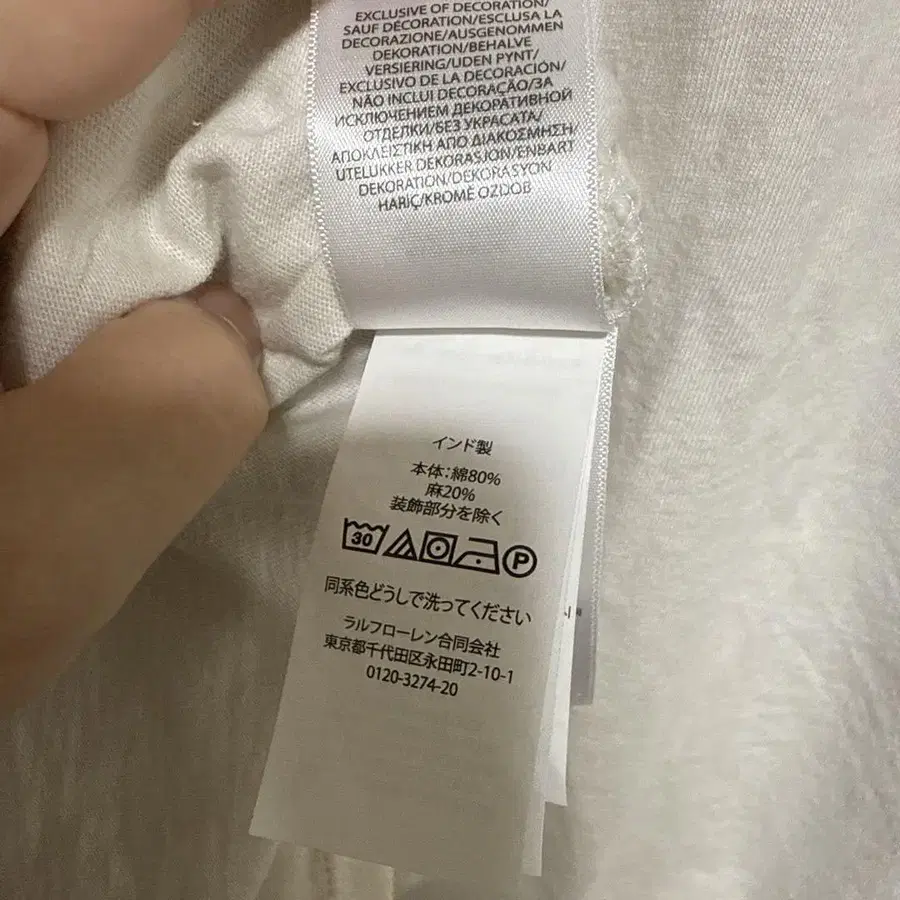 EXCLUSIVE OF DECORATION/
SAUF DÉCORATION/ESCLUSA LA
DECORAZIONE/AUSGENOMMEN
DEKORATION/BEHALVE
VERSIERING/UDEN PYNT/
EXCLUSIVO DE LA DECORACIÓN/
NÃO INCLUI DECORAÇÃO/ЗА
ИСКЛЮЧЕНИЕМ ДЕКОРАТИВНОЙ
ОТДЕЛКИ/БЕЗ УКРАСАТА/
ΑΠΟΚΛΕΙΣΤΙΚΗ ΑΠΟ ΔΙΑΚΟΣΜΗΣΗ/
UTELUKKER DEKORASJON/ENBART
DEKORATION/DEKORASYON
HARİÇ/KROMĚ OZDOB
インド製
本体:綿80%
麻20%
装飾部分を除く
30 P
同系色どうしで洗ってください
ラルフローレン合同会社
東京都千代田区永田町2-10-1
0120-3274-20